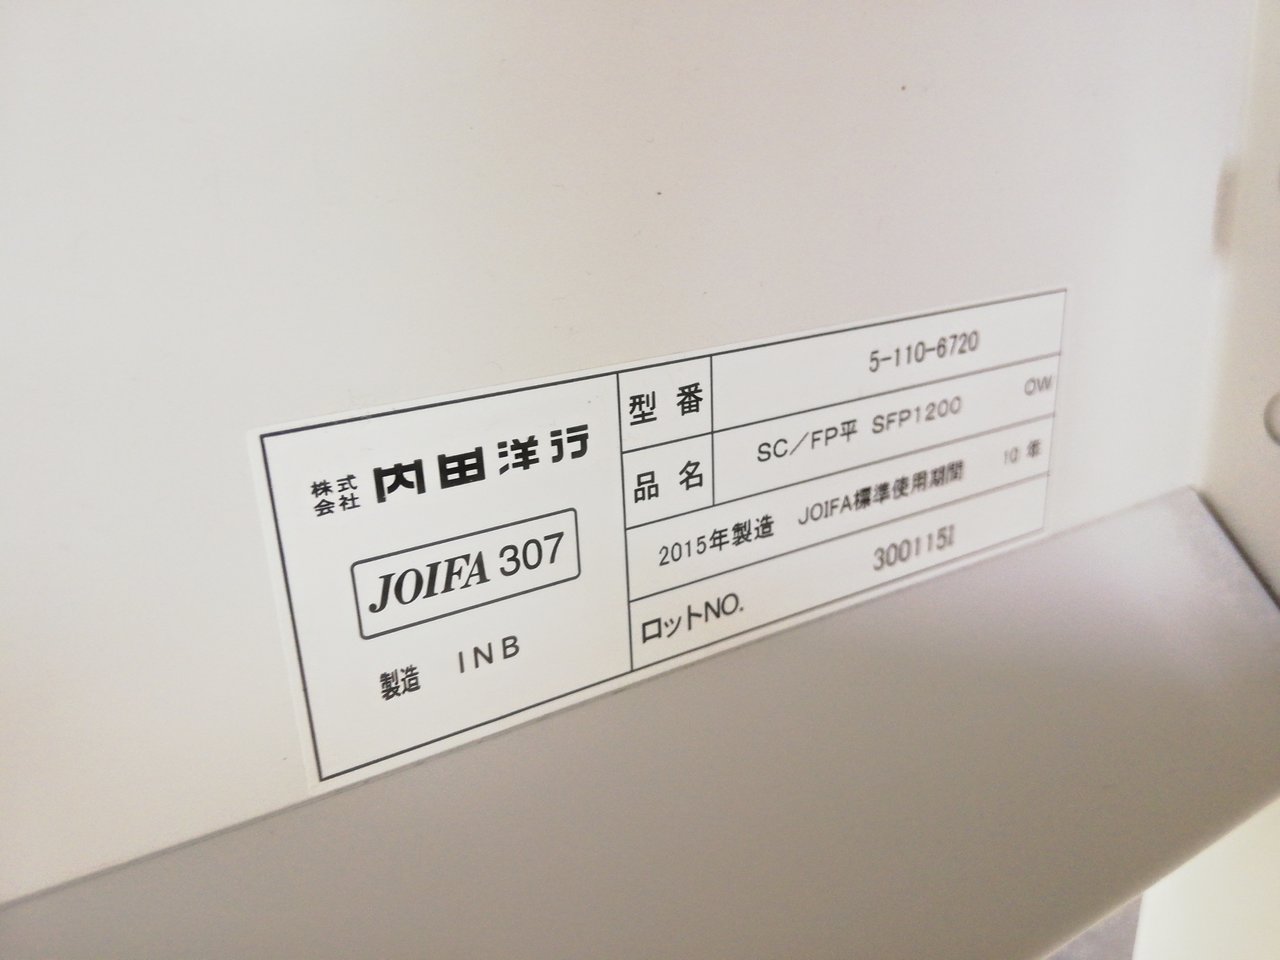 株式会社 内田洋行
JOIFA 307
製造 INB
型番 5-110-6720
品名 SC/FP平 SFP1200 OW
2015年製造 JOIFA標準使用期間 10年
ロットNO. 300115I